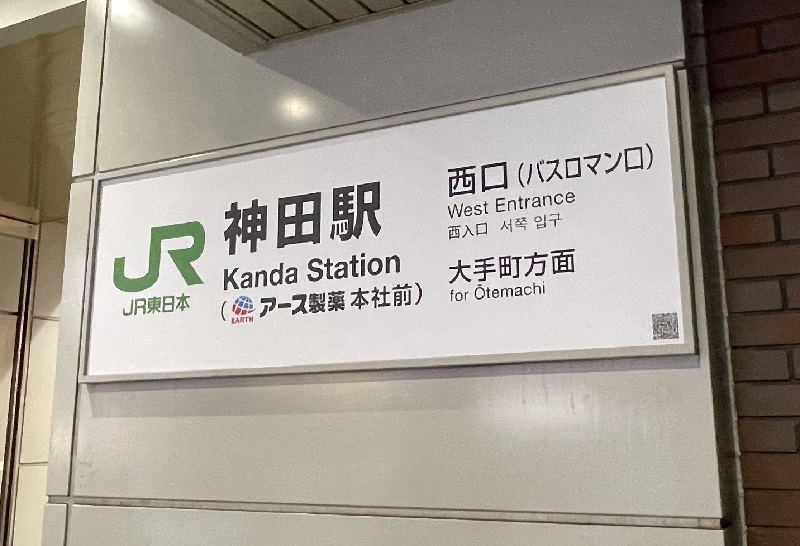 JR
JR東日本
神田駅
Kanda Station
(EARTH アース製薬 本社前)
西口 (バスロマン口)
West Entrance
西入口 서쪽 입구
大手町方面
for Ōtemachi